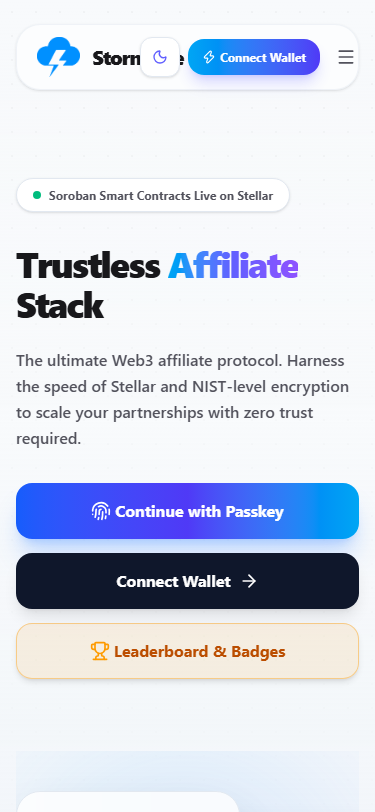 Connect Wallet
Soroban Smart Contracts Live on Stellar
Trustless Affiliate
Stack
The ultimate Web3 affiliate protocol. Harness
the speed of Stellar and NIST-level encryption
to scale your partnerships with zero trust
required.
Continue with Passkey
Connect Wallet
Leaderboard & Badges